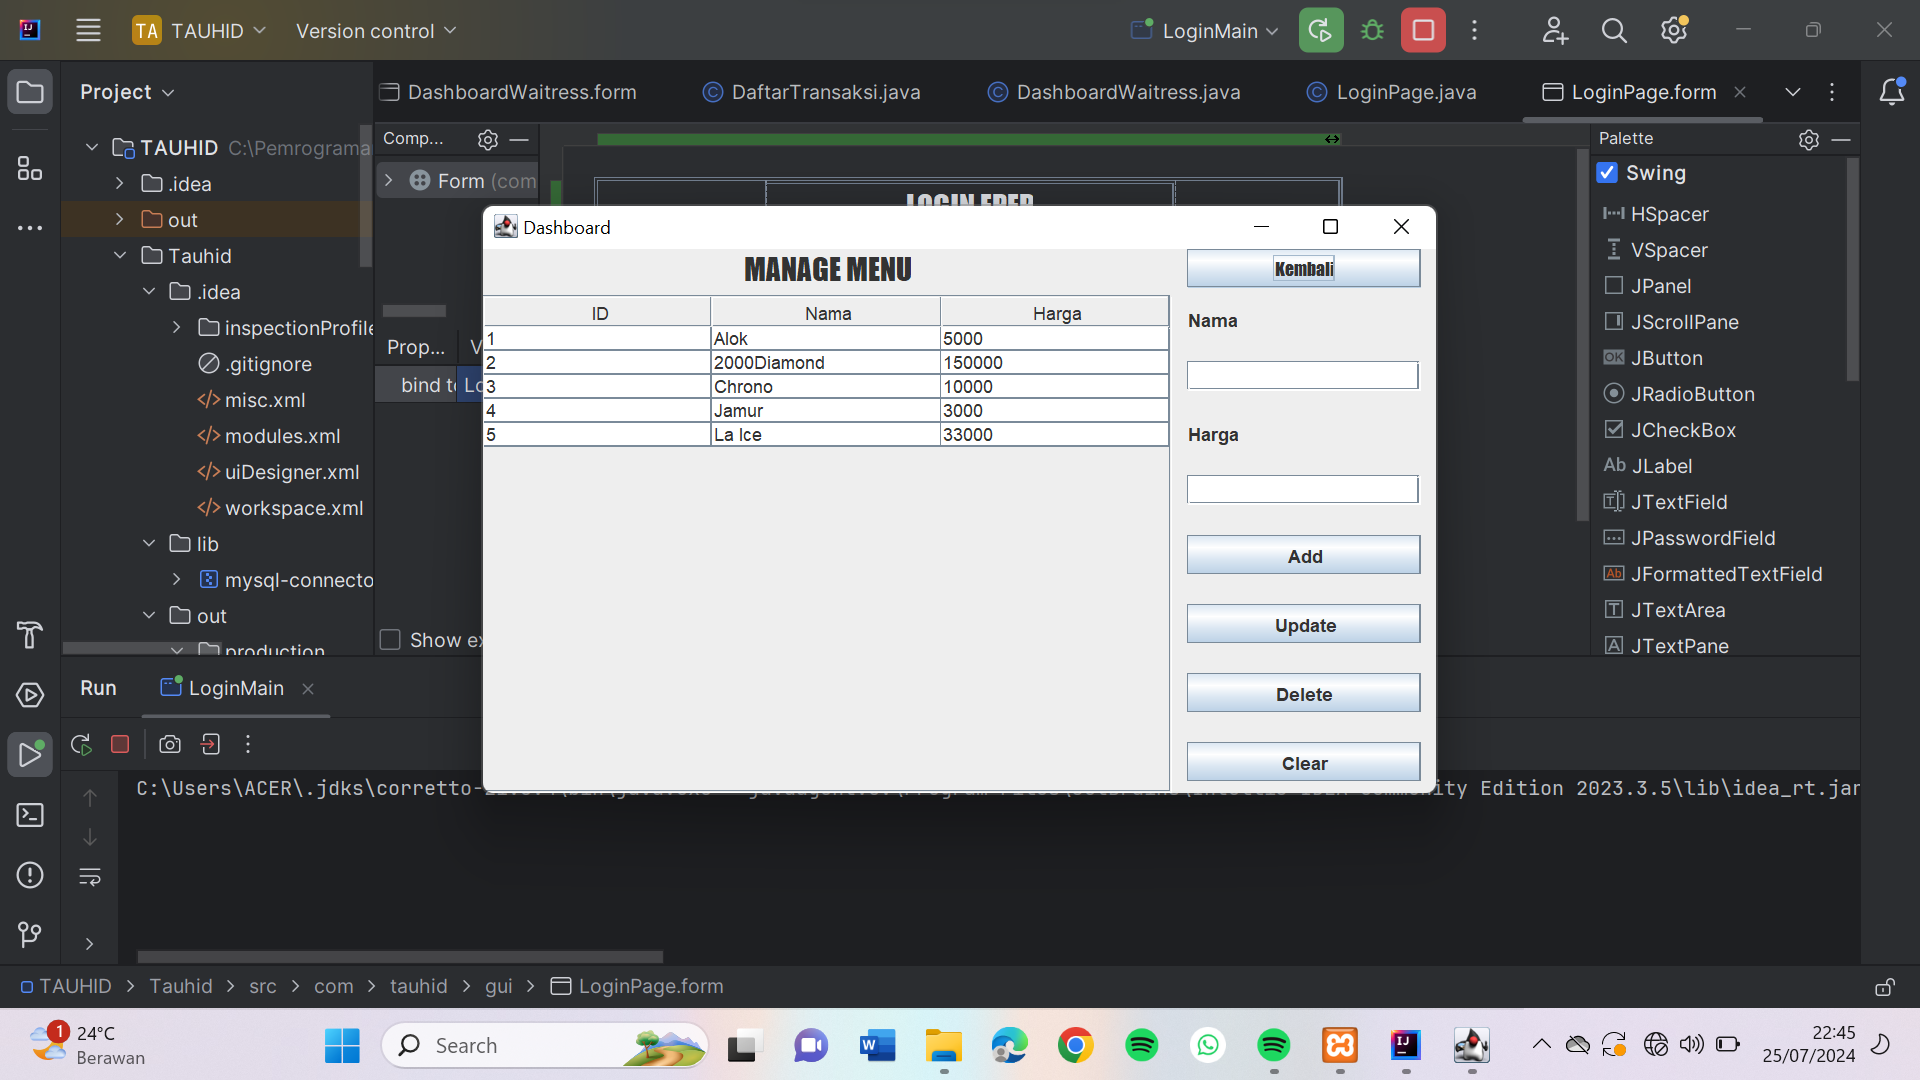 TA TAUHID Version control LoginMain
Project
DashboardWaitress.form DaftarTransaksi.java DashboardWaitress.java LoginPage.java LoginPage.form
TAUHID C:\Pemrograma
.idea
out
Tauhid
.idea
inspectionProfile
.gitignore
misc.xml
modules.xml
uiDesigner.xml
workspace.xml
lib
mysql-connecto
out
production
Comp...
Form (com
Prop...
bind to
Show ex
Dashboard
MANAGE MENU
ID Nama Harga
1 Alok 5000
2 2000Diamond 150000
3 Chrono 10000
4 Jamur 3000
5 La Ice 33000
Kembali
Nama
Harga
Add
Update
Delete
Clear
Palette
Swing
HSpacer
VSpacer
JPanel
JScrollPane
OK JButton
JRadioButton
JCheckBox
Ab JLabel
JTextField
JPasswordField
Ab JFormattedTextField
T JTextArea
A JTextPane
Run LoginMain
C:\Users\ACER\.jdks\corretto- Edition 2023.3.5\lib\idea_rt.jar
TAUHID > Tauhid > src > com > tauhid > gui > LoginPage.form
1
24°C
Berawan
Search
22:45
25/07/2024